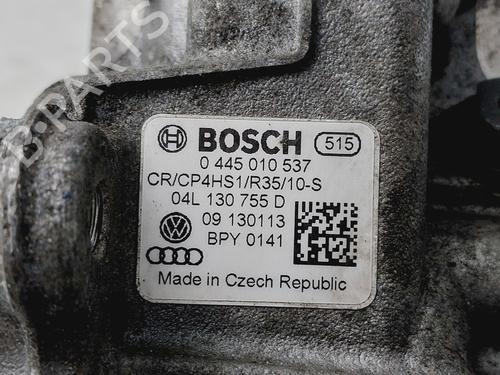 B-PARTS
BOSCH 515
0 445 010 537
CR/CP4HS1/R35/10-S
04L 130 755 D
09 130113
BPY 0141
Made in Czech Republic